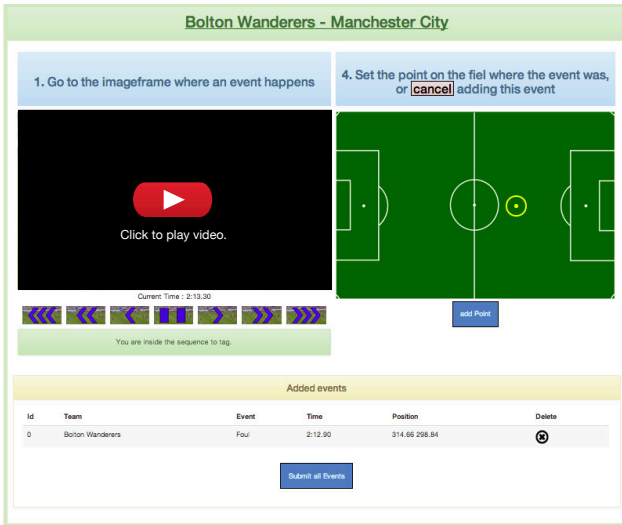 Bolton Wanderers - Manchester City
1. Go to the imageframe where an event happens
4. Set the point on the fiel where the event was,
or cancel adding this event
Click to play video.
Current Time : 2:13.30
add Point
You are inside the sequence to tag.
Added events
Id Team Event Time Position Delete
0 Bolton Wanderers Foul 2:12.90 314.66 298.84
Submit all Events